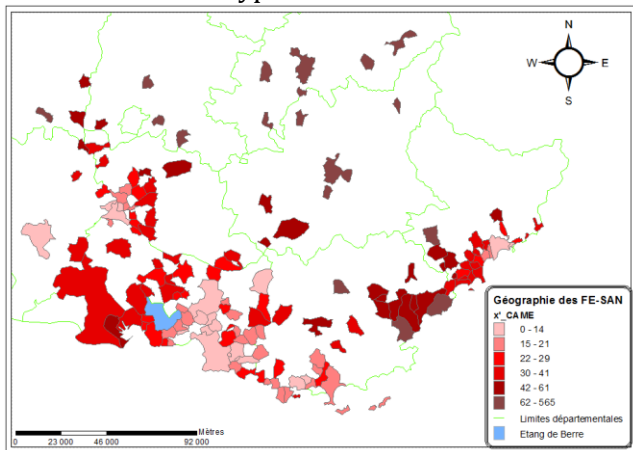 N
W E
S
Géographie des FE-SAN
x'_CAME
0 - 14
15 - 21
22 - 29
30 - 41
42 - 61
62 - 565
Limites départementales
Etang de Berre
Mètres
0 23 000 46 000 92 000